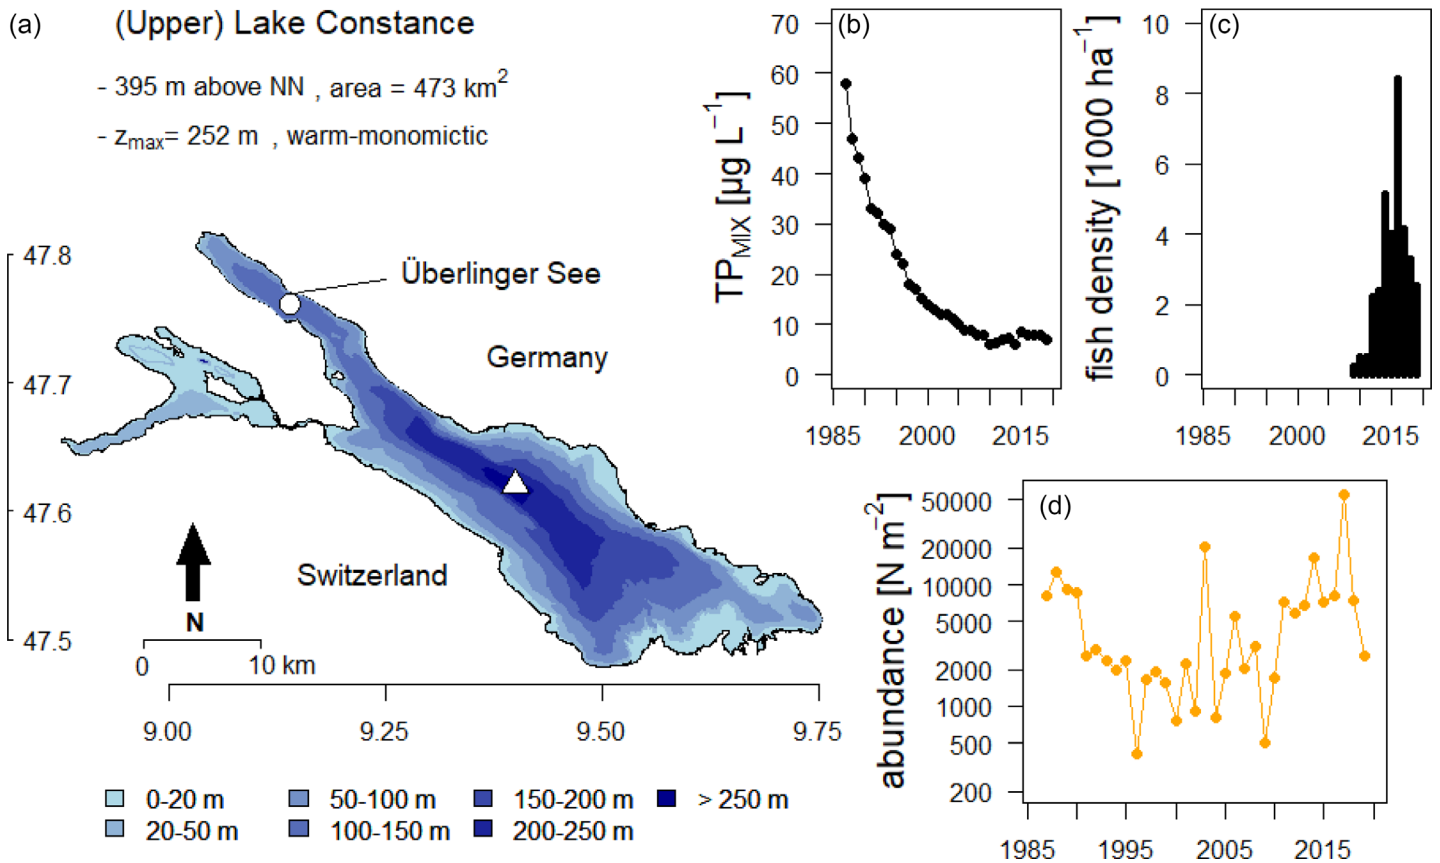 (a) (Upper) Lake Constance
- 395 m above NN , area = 473 km²
- zmax= 252 m , warm-monomictic
47.8
47.7
47.6
47.5
Überlinger See
Germany
Switzerland
N
0 10 km
9.00 9.25 9.50 9.75
0-20 m 50-100 m 150-200 m > 250 m
20-50 m 100-150 m 200-250 m
(b)
TPMIX [µg L⁻¹]
70
60
50
40
30
20
10
0
1985 2000 2015
(c)
fish density [1000 ha⁻¹]
10
8
6
4
2
0
1985 2000 2015
(d)
abundance [N m⁻²]
50000
20000
10000
5000
2000
1000
500
200
1985 1995 2005 2015